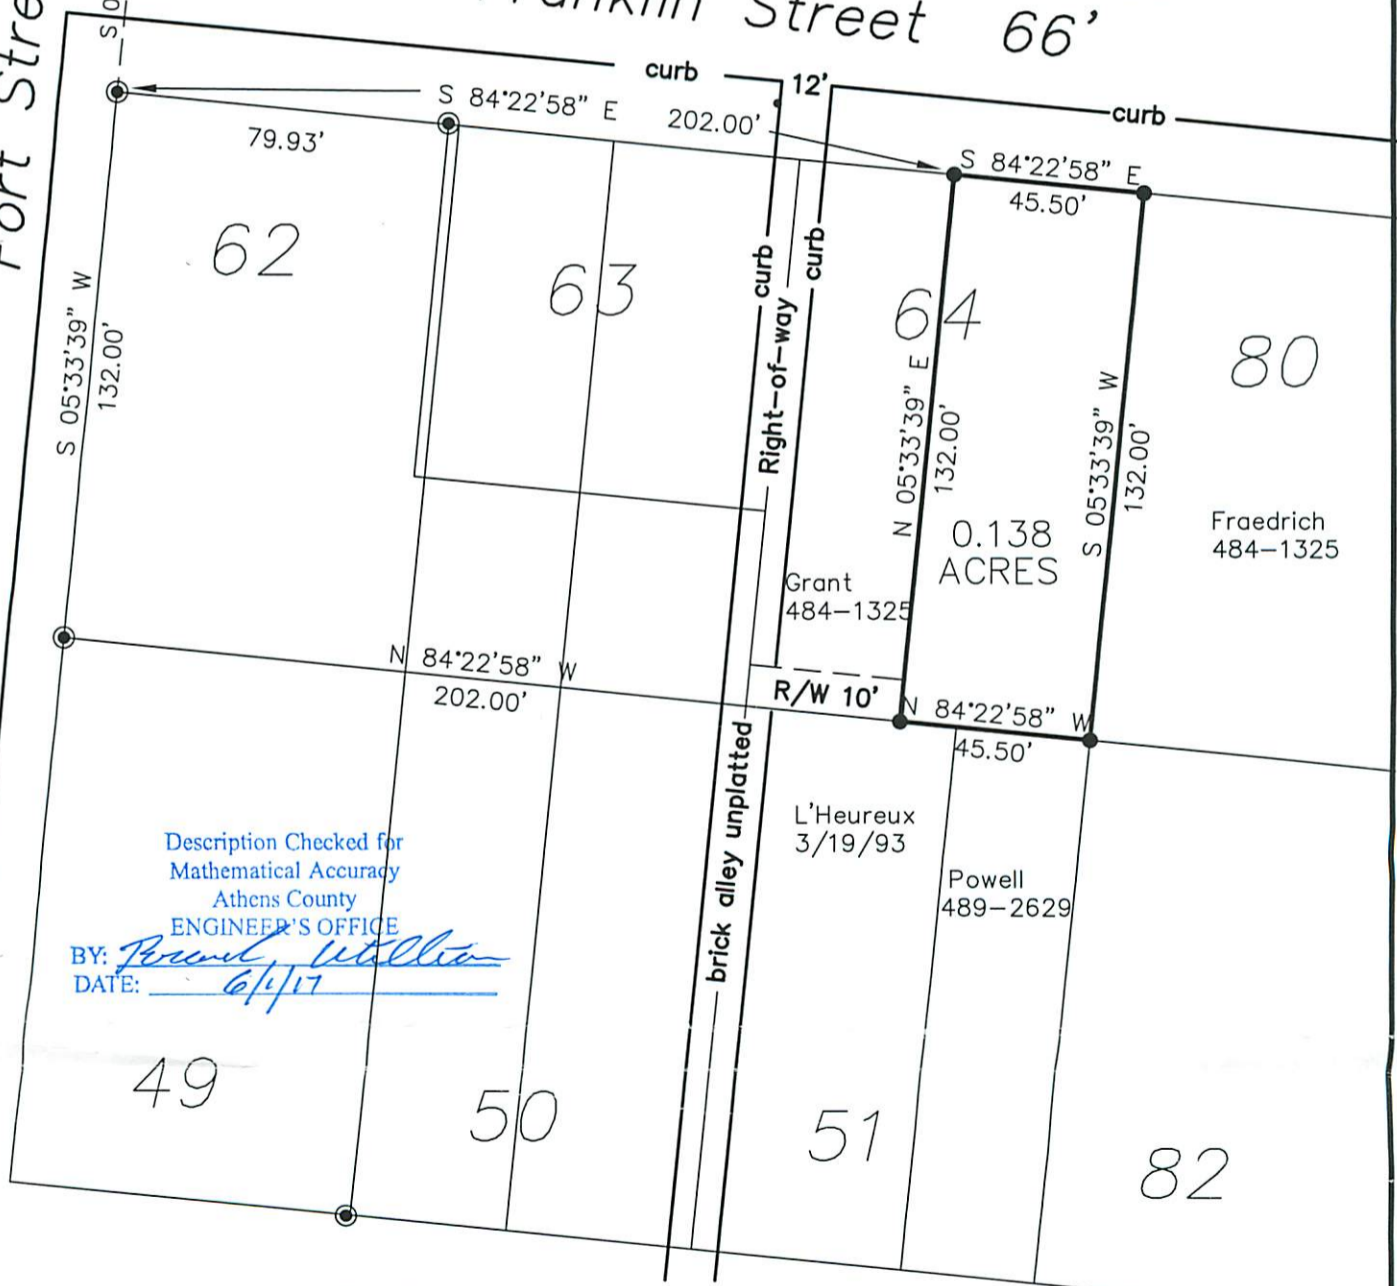 Street 66'
Fort
curb
12'
curb
S 84°22'58" E 202.00'
79.93'
S 84°22'58" E
45.50'
62
63
64
80
curb
Right-of-way
curb
S 05°33'39" W
132.00'
N 05°33'39" E
132.00'
S 05°33'39" W
132.00'
0.138
ACRES
Fraedrich
484-1325
Grant
484-1325
N 84°22'58" W
202.00'
R/W 10'
N 84°22'58" W
45.50'
brick alley unplatted
L'Heureux
3/19/93
Powell
489-2629
Description Checked for
Mathematical Accuracy
Athens County
ENGINEER'S OFFICE
BY:
DATE: 6/1/17
49
50
51
82